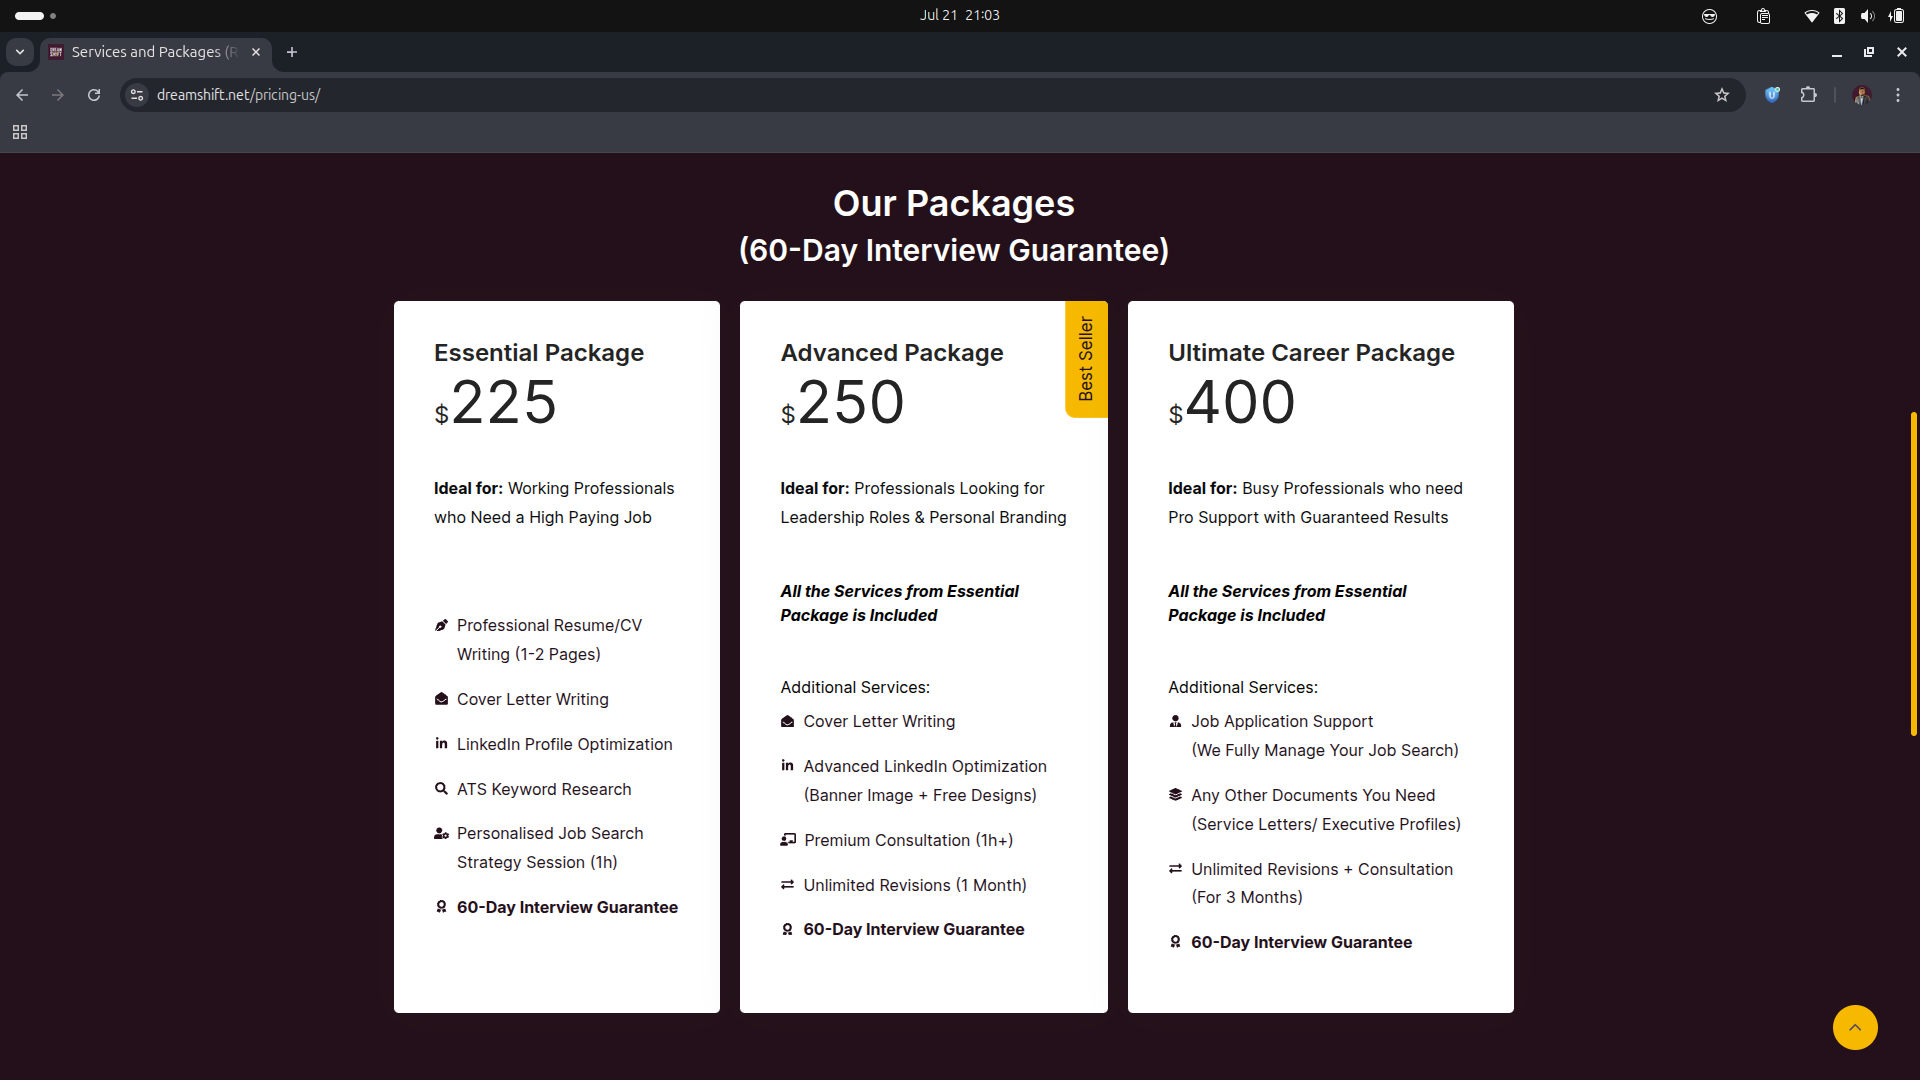 Jul 21 21:03
Services and Packages (R
dreamshift.net/pricing-us/
Our Packages
(60-Day Interview Guarantee)
Essential Package
$225
Ideal for: Working Professionals
who Need a High Paying Job
Professional Resume/CV
Writing (1-2 Pages)
Cover Letter Writing
LinkedIn Profile Optimization
ATS Keyword Research
Personalised Job Search
Strategy Session (1h)
60-Day Interview Guarantee
Advanced Package
Best Seller
$250
Ideal for: Professionals Looking for
Leadership Roles & Personal Branding
All the Services from Essential
Package is Included
Additional Services:
Cover Letter Writing
Advanced LinkedIn Optimization
(Banner Image + Free Designs)
Premium Consultation (1h+)
Unlimited Revisions (1 Month)
60-Day Interview Guarantee
Ultimate Career Package
$400
Ideal for: Busy Professionals who need
Pro Support with Guaranteed Results
All the Services from Essential
Package is Included
Additional Services:
Job Application Support
(We Fully Manage Your Job Search)
Any Other Documents You Need
(Service Letters/ Executive Profiles)
Unlimited Revisions + Consultation
(For 3 Months)
60-Day Interview Guarantee